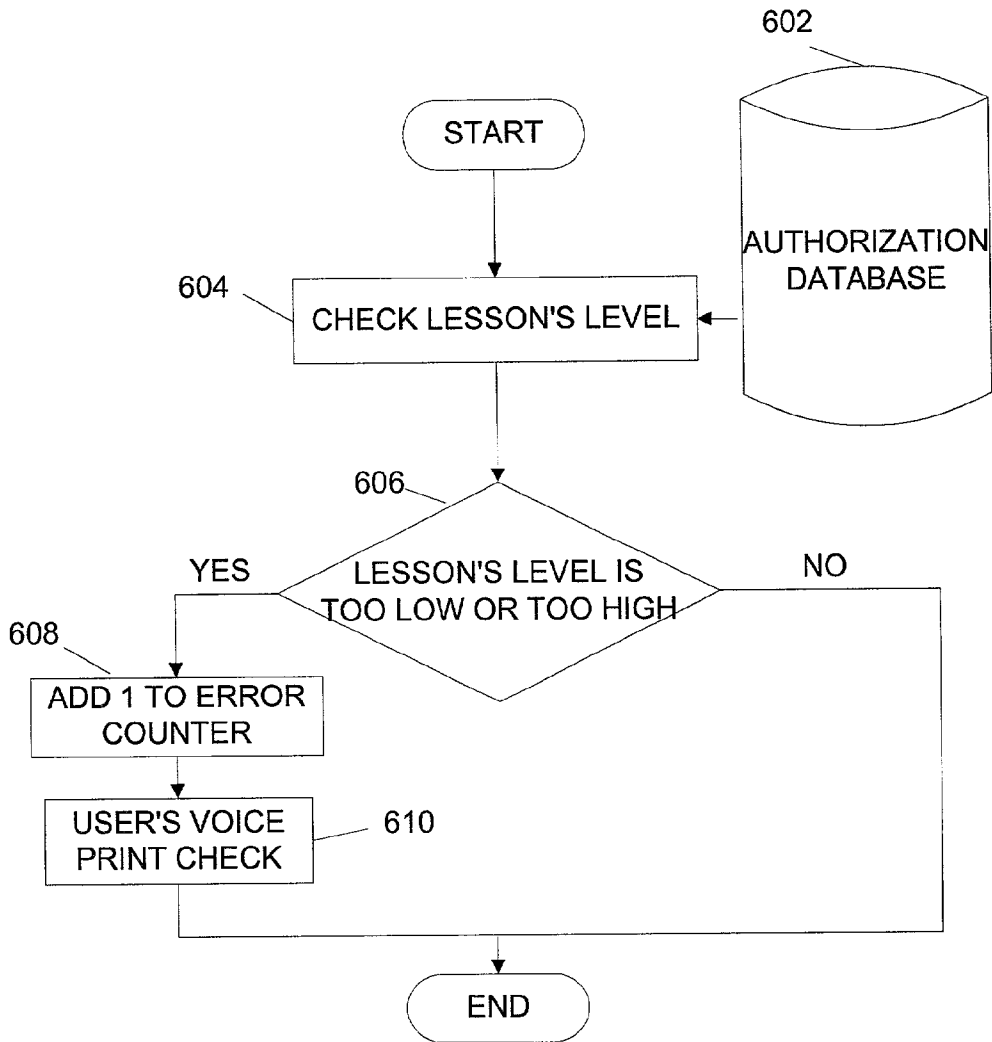 602
START
AUTHORIZATION
DATABASE
604
CHECK LESSON'S LEVEL
606
YES
LESSON'S LEVEL IS
TOO LOW OR TOO HIGH
NO
608
ADD 1 TO ERROR
COUNTER
USER'S VOICE
PRINT CHECK
610
END